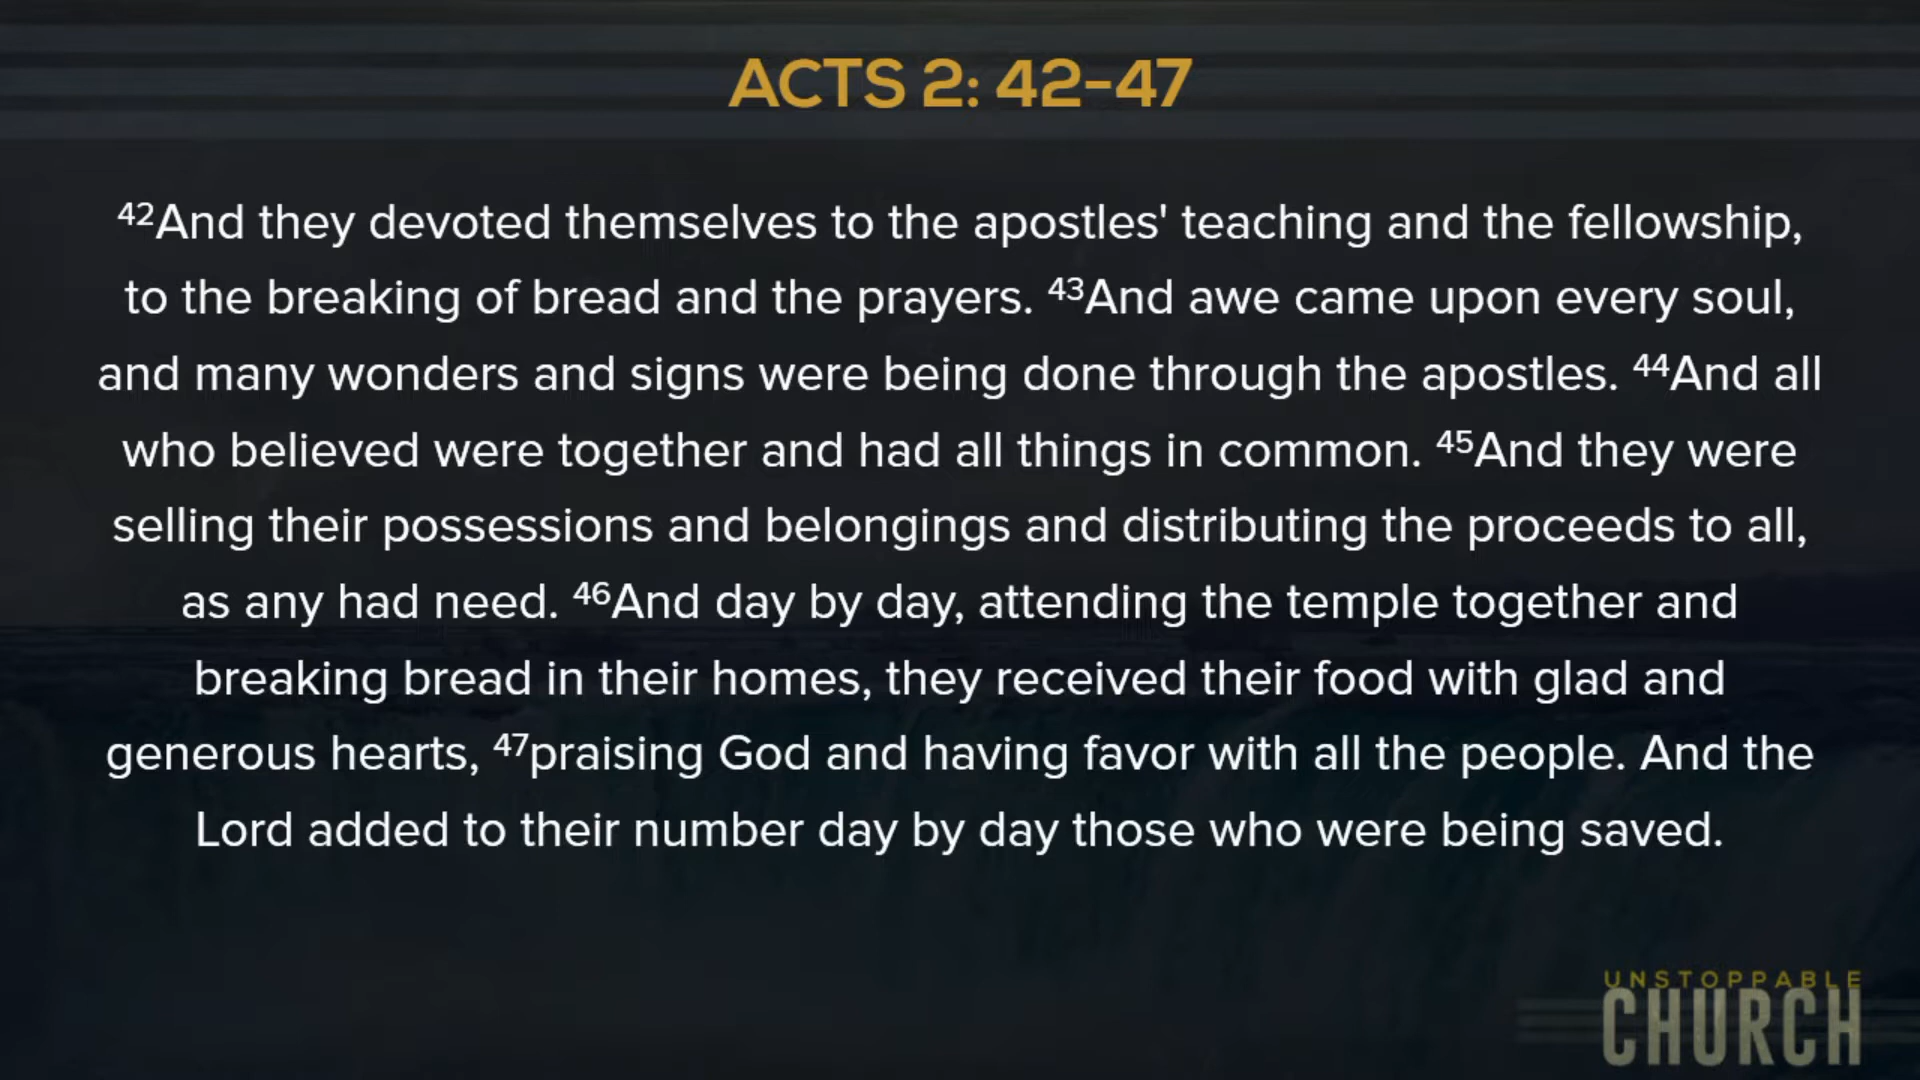 ACTS 2: 42-47
⁴²And they devoted themselves to the apostles' teaching and the fellowship,
to the breaking of bread and the prayers. ⁴³And awe came upon every soul,
and many wonders and signs were being done through the apostles. ⁴⁴And all
who believed were together and had all things in common. ⁴⁵And they were
selling their possessions and belongings and distributing the proceeds to all,
as any had need. ⁴⁶And day by day, attending the temple together and
breaking bread in their homes, they received their food with glad and
generous hearts, ⁴⁷praising God and having favor with all the people. And the
Lord added to their number day by day those who were being saved.
UNSTOPPABLE
CHURCH